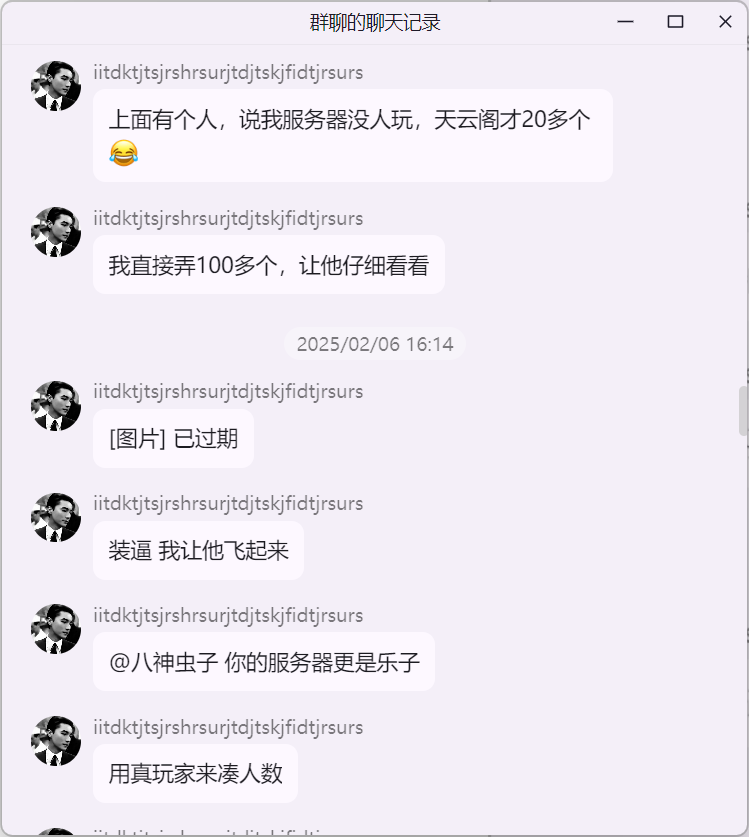 群聊的聊天记录
iitdktjtsjrshrsurjtdjtskjfidtjrsurs
上面有个人，说我服务器没人玩，天云阁才20多个
😂
iitdktjtsjrshrsurjtdjtskjfidtjrsurs
我直接弄100多个，让他仔细看看
2025/02/06 16:14
iitdktjtsjrshrsurjtdjtskjfidtjrsurs
[图片] 已过期
iitdktjtsjrshrsurjtdjtskjfidtjrsurs
装逼 我让他飞起来
iitdktjtsjrshrsurjtdjtskjfidtjrsurs
@八神虫子 你的服务器更是乐子
iitdktjtsjrshrsurjtdjtskjfidtjrsurs
用真玩家来凑人数